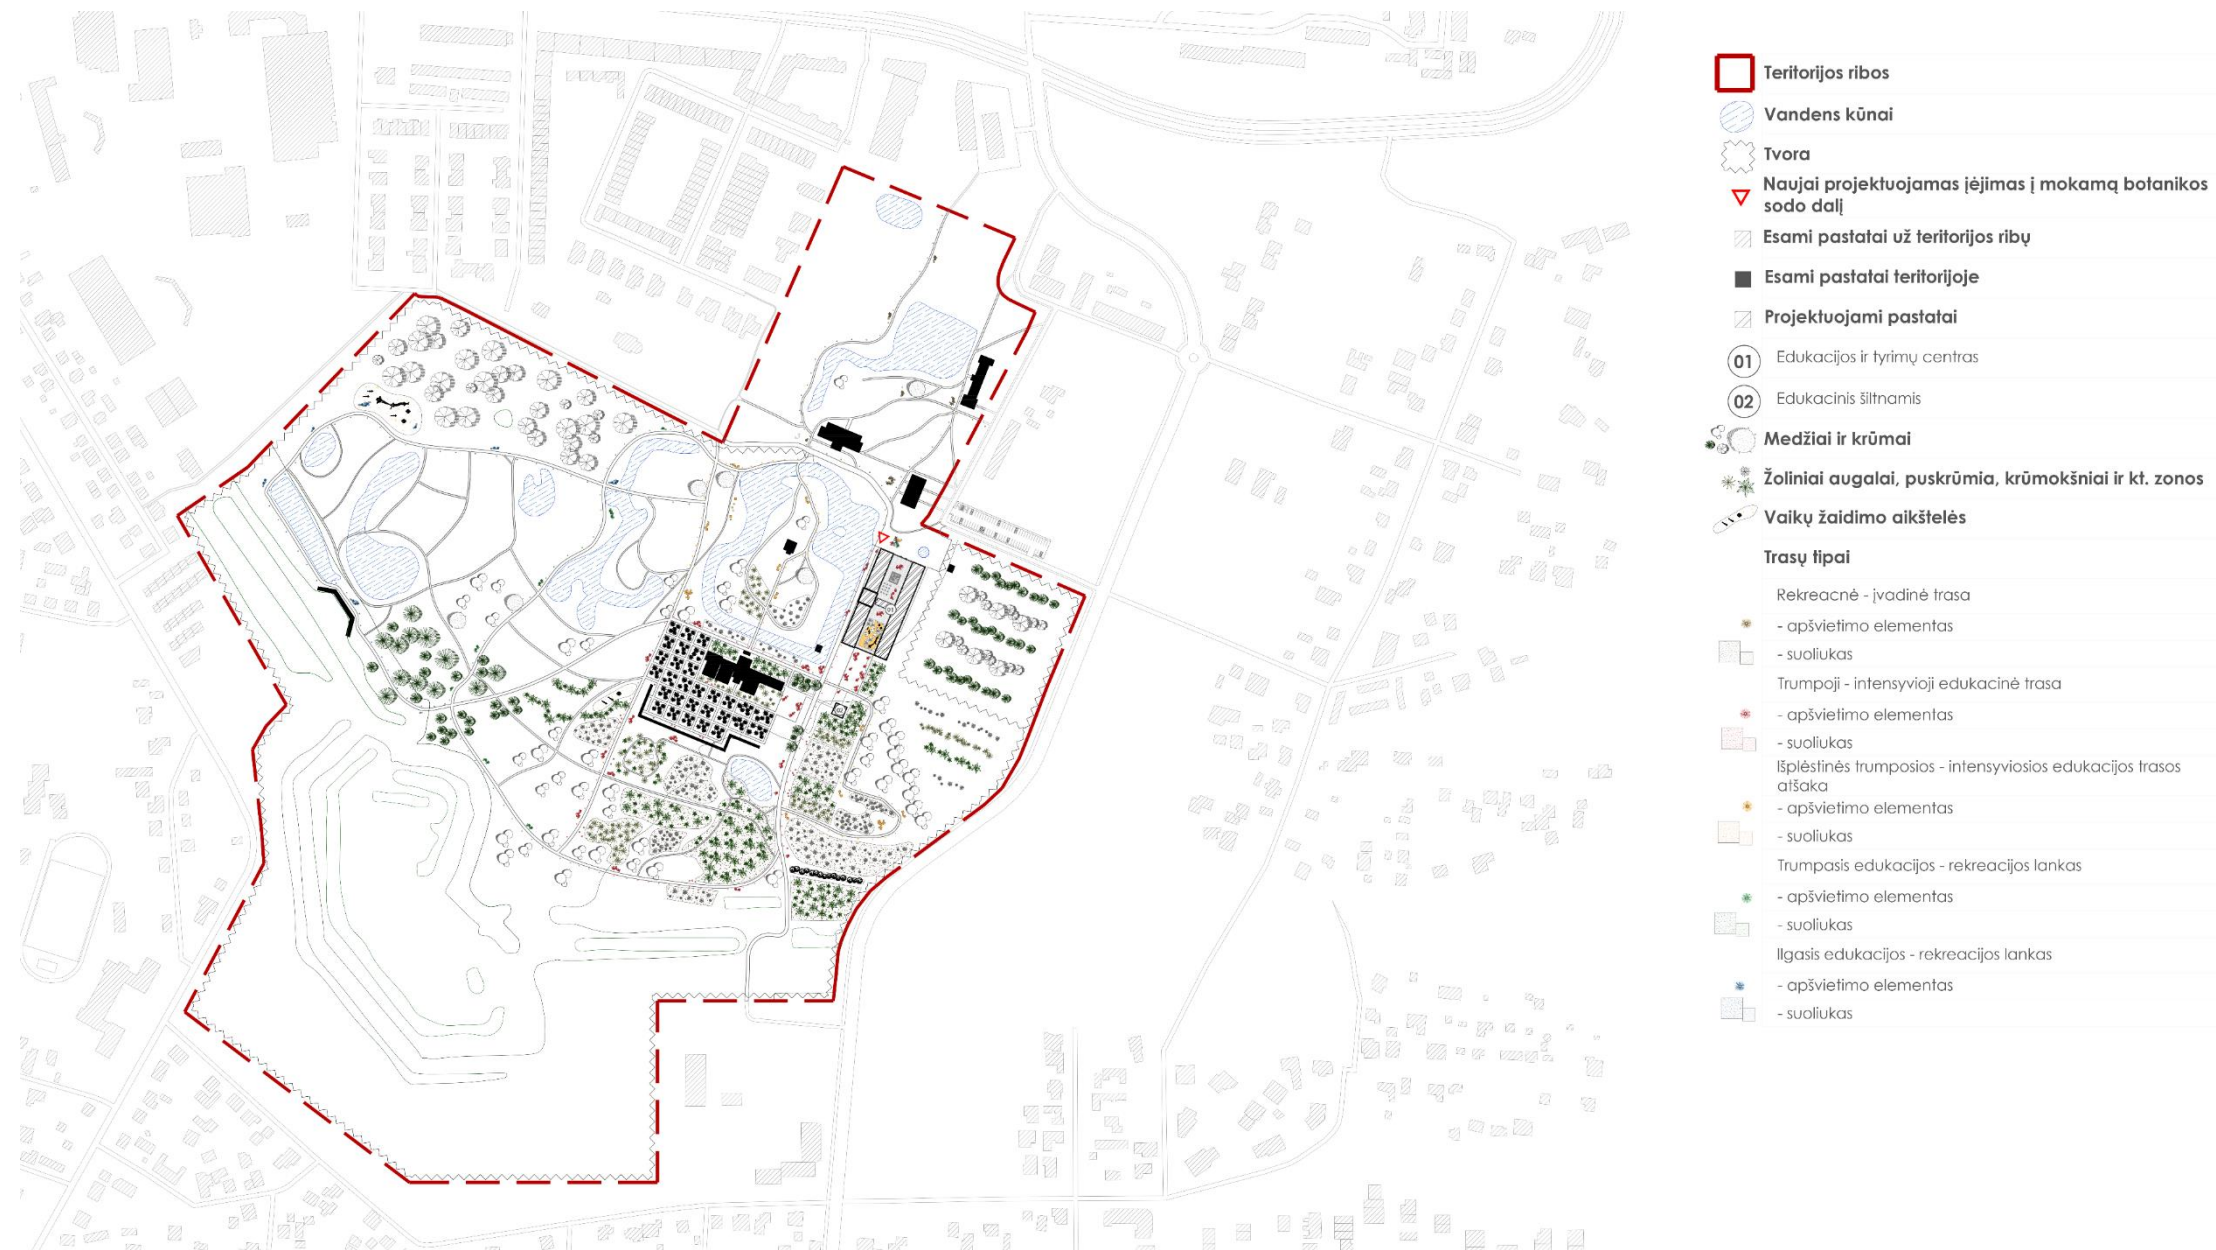 Teritorijos ribos
Vandens kūnai
Tvora
Naujai projektuojamas įėjimas į mokamą botanikos
sodo dalį
Esami pastatai už teritorijos ribų
Esami pastatai teritorijoje
Projektuojami pastatai
01 Edukacijos ir tyrimų centras
02 Edukacinis šiltnamis
Medžiai ir krūmai
Žoliniai augalai, puskrūmia, krūmokšniai ir kt. zonos
Vaikų žaidimo aikštelės
Trasų tipai
Rekreacnė - įvadinė trasa
- apšvietimo elementas
- suoliukas
Trumpoji - intensyvioji edukacinė trasa
- apšvietimo elementas
- suoliukas
Išplėstinės trumposios - intensyviosios edukacijos trasos
atšaka
- apšvietimo elementas
- suoliukas
Trumpasis edukacijos - rekreacijos lankas
- apšvietimo elementas
- suoliukas
Ilgasis edukacijos - rekreacijos lankas
- apšvietimo elementas
- suoliukas